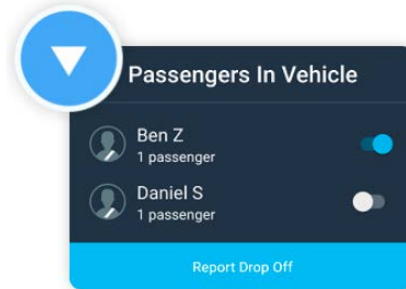 Passengers In Vehicle
Ben Z
1 passenger
Daniel S
1 passenger
Report Drop Off